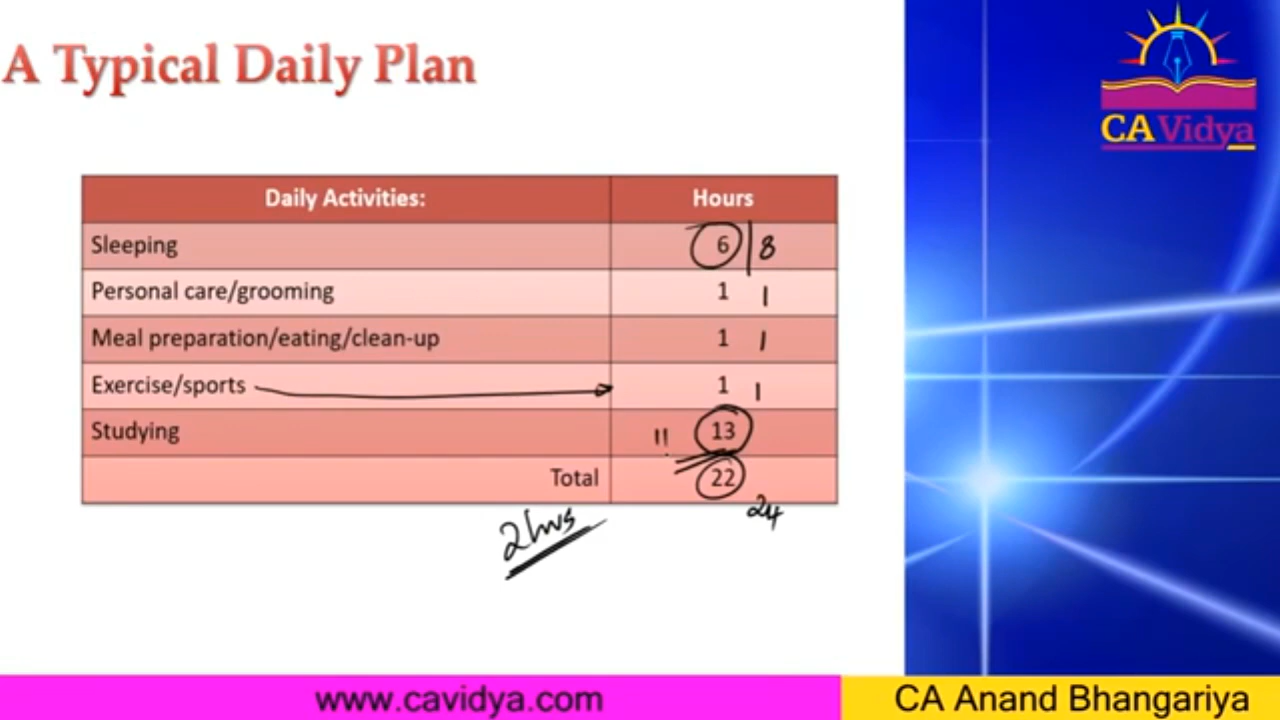 A Typical Daily Plan
CA Vidya
Daily Activities: Hours
Sleeping 6 | 8
Personal care/grooming 1 1
Meal preparation/eating/clean-up 1 1
Exercise/sports 1 1
Studying 11 13
Total 22
24
2hrs
www.cavidya.com
CA Anand Bhangariya